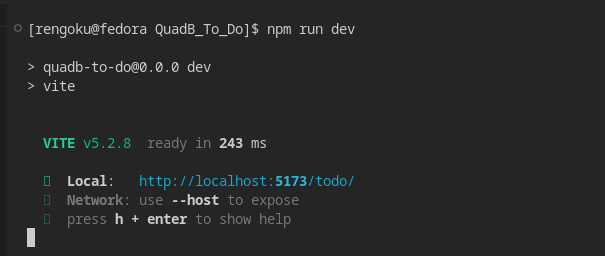 [rengoku@fedora QuadB_To_Do]$ npm run dev
> quadb-to-do@0.0.0 dev
> vite
VITE v5.2.8 ready in 243 ms
Local: http://localhost:5173/todo/
Network: use --host to expose
press h + enter to show help